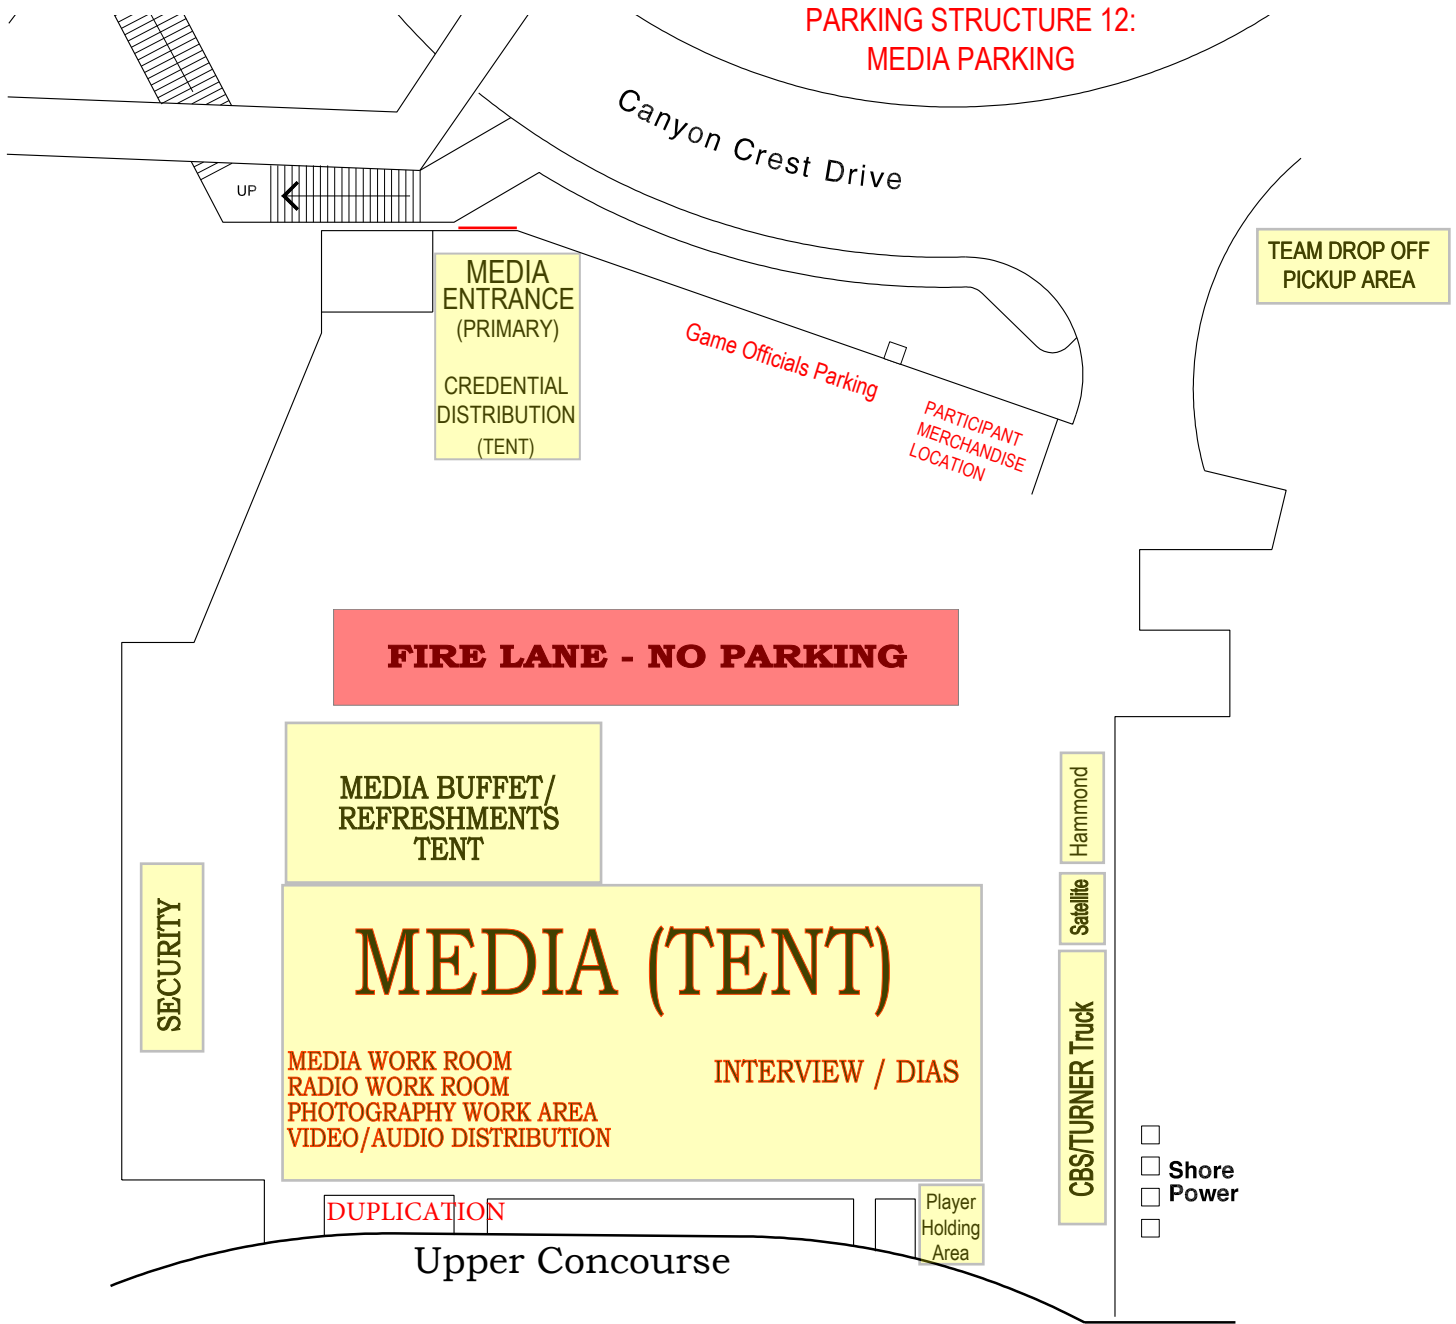 PARKING STRUCTURE 12:
MEDIA PARKING
Canyon Crest Drive
UP
TEAM DROP OFF
PICKUP AREA
MEDIA
ENTRANCE
(PRIMARY)
CREDENTIAL
DISTRIBUTION
(TENT)
Game Officials Parking
PARTICIPANT
MERCHANDISE
LOCATION
FIRE LANE - NO PARKING
MEDIA BUFFET/
REFRESHMENTS
TENT
Hammond
Satellite
SECURITY
MEDIA (TENT)
MEDIA WORK ROOM
RADIO WORK ROOM
PHOTOGRAPHY WORK AREA
VIDEO/AUDIO DISTRIBUTION
INTERVIEW / DIAS
CBS/TURNER Truck
Shore
Power
DUPLICATION
Player
Holding
Area
Upper Concourse